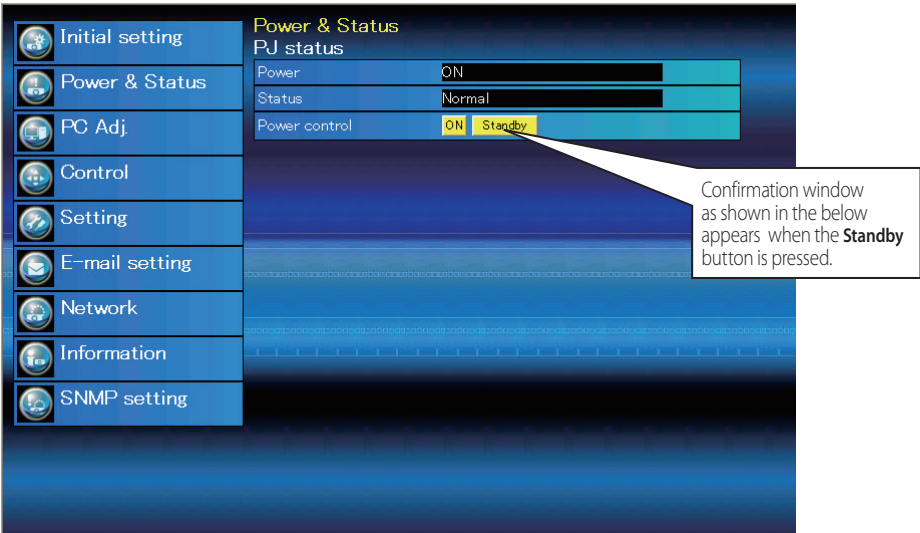 Initial setting
Power & Status
PC Adj.
Control
Setting
E-mail setting
Network
Information
SNMP setting
Power & Status
PJ status
Power ON
Status Normal
Power control ON Standby
Confirmation window
as shown in the below
appears when the Standby
button is pressed.